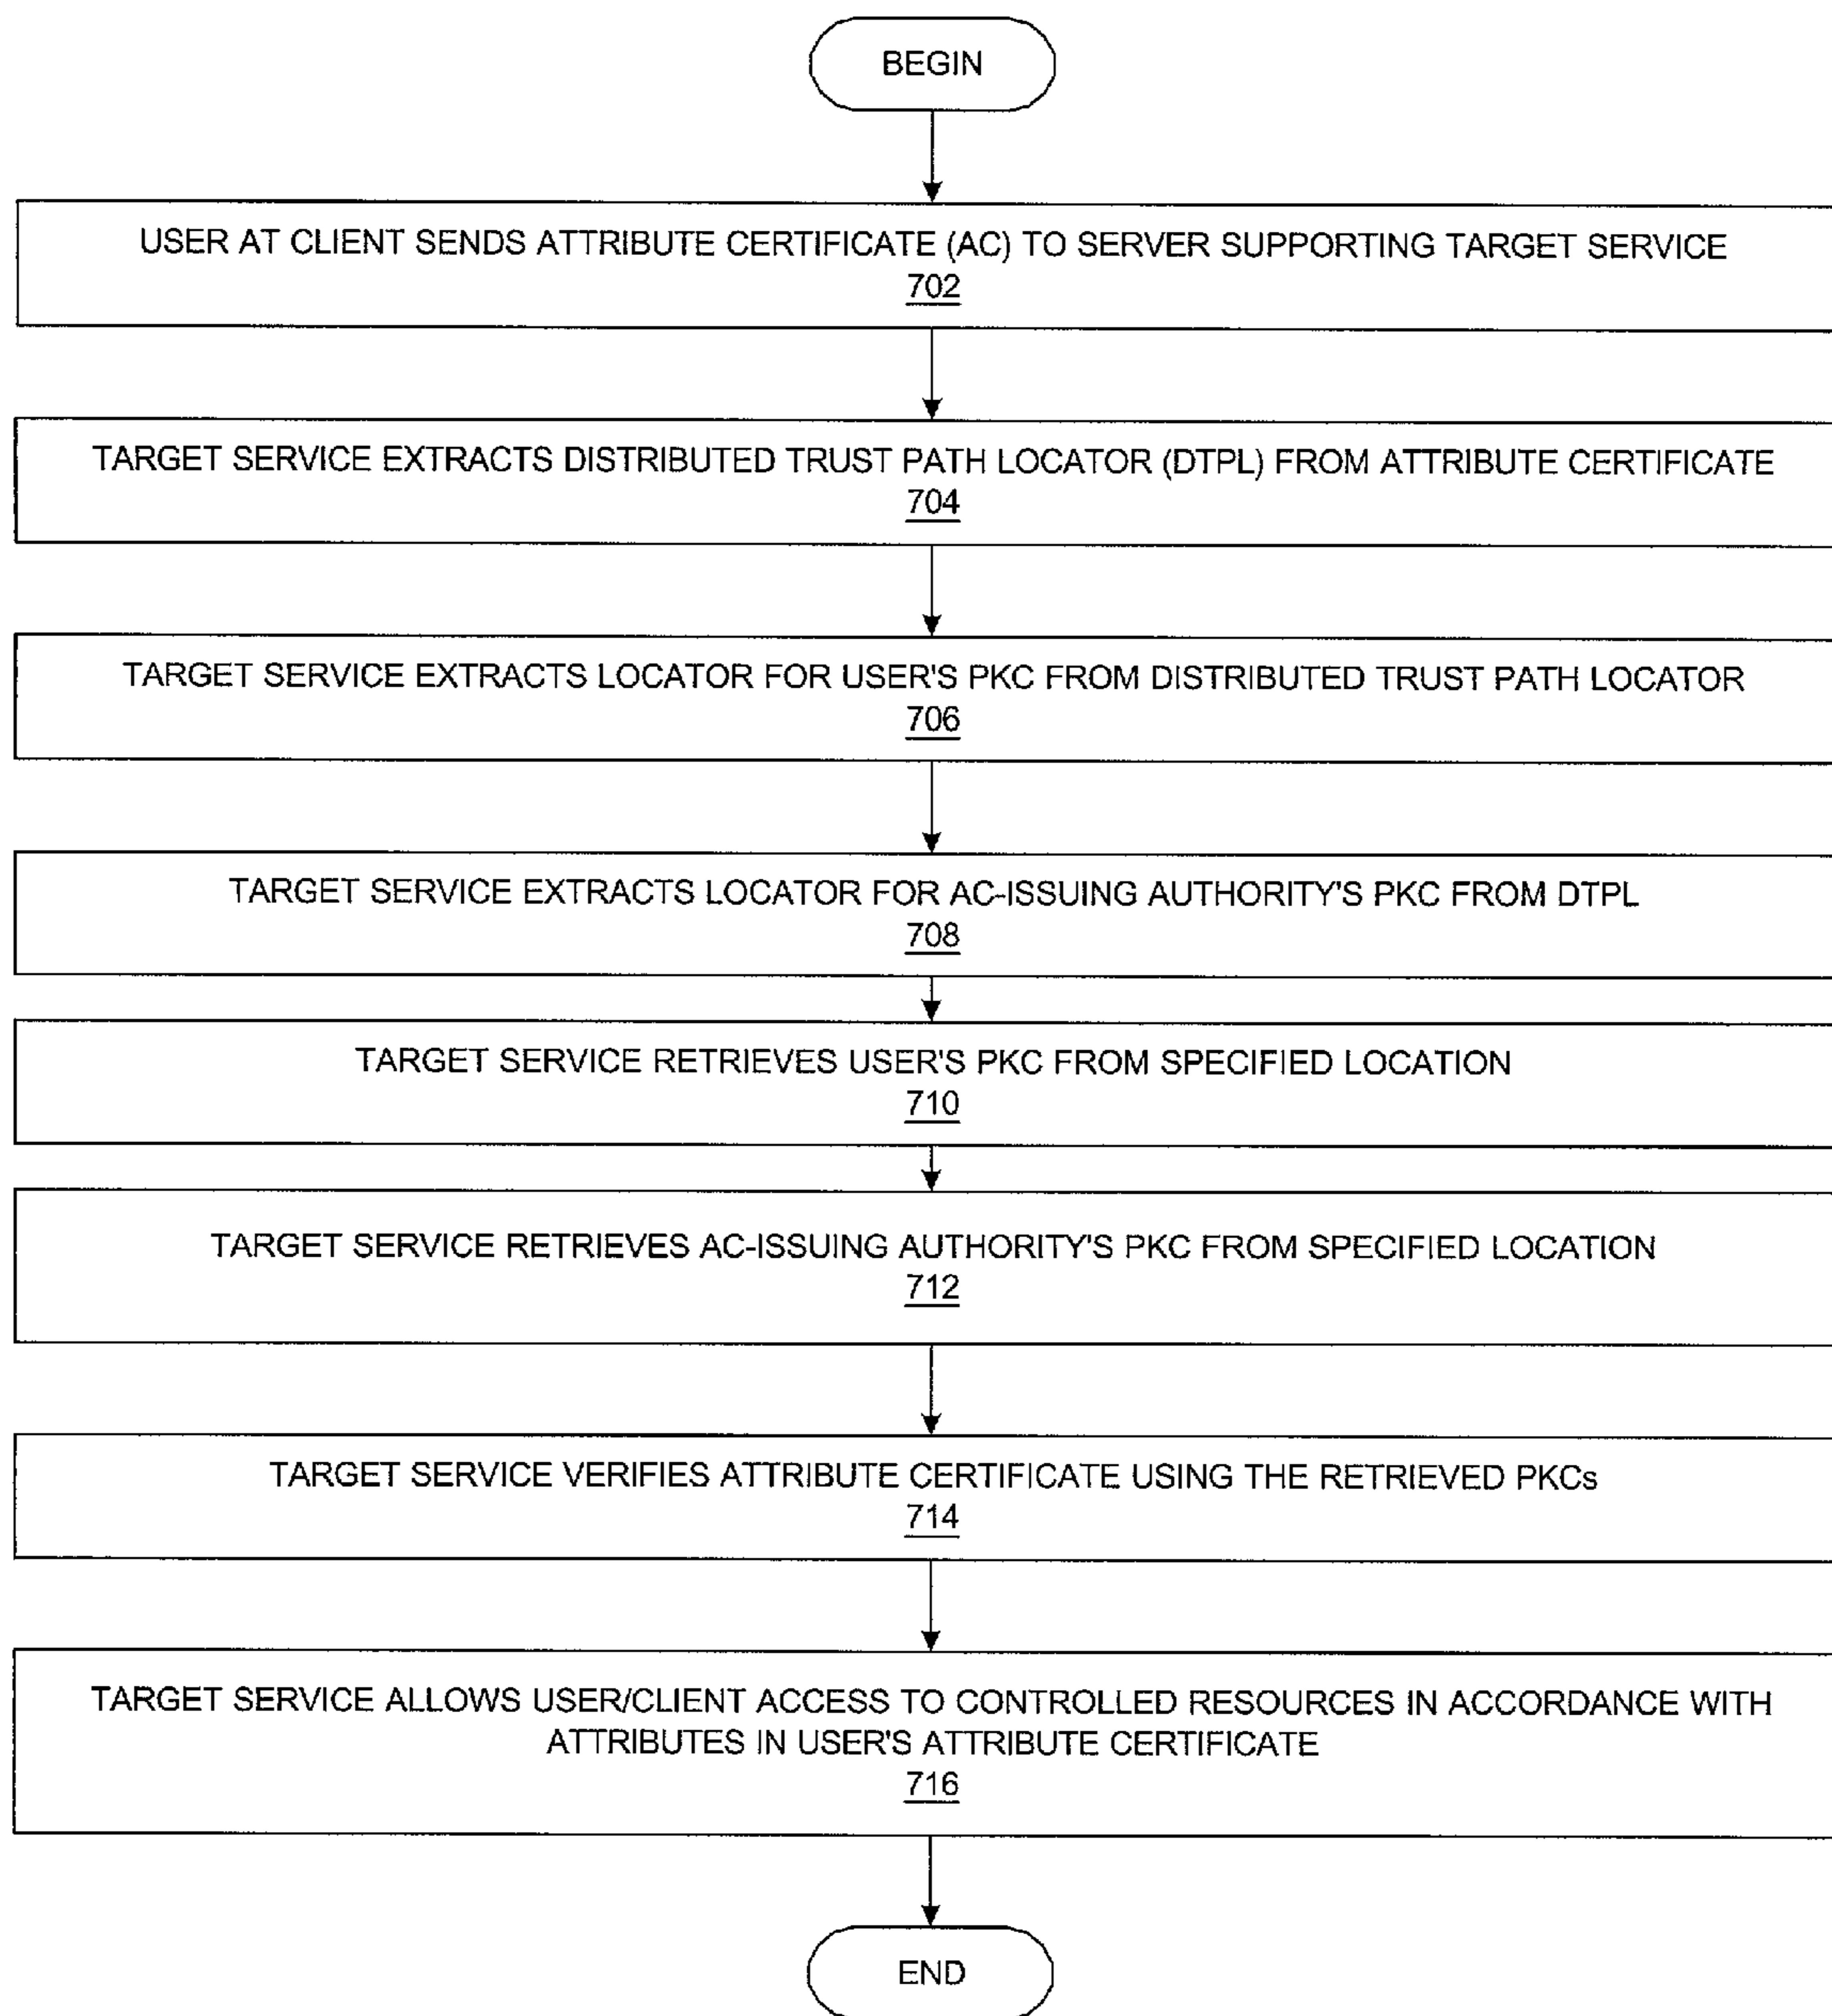 BEGIN
USER AT CLIENT SENDS ATTRIBUTE CERTIFICATE (AC) TO SERVER SUPPORTING TARGET SERVICE
702
TARGET SERVICE EXTRACTS DISTRIBUTED TRUST PATH LOCATOR (DTPL) FROM ATTRIBUTE CERTIFICATE
704
TARGET SERVICE EXTRACTS LOCATOR FOR USER'S PKC FROM DISTRIBUTED TRUST PATH LOCATOR
706
TARGET SERVICE EXTRACTS LOCATOR FOR AC-ISSUING AUTHORITY'S PKC FROM DTPL
708
TARGET SERVICE RETRIEVES USER'S PKC FROM SPECIFIED LOCATION
710
TARGET SERVICE RETRIEVES AC-ISSUING AUTHORITY'S PKC FROM SPECIFIED LOCATION
712
TARGET SERVICE VERIFIES ATTRIBUTE CERTIFICATE USING THE RETRIEVED PKCs
714
TARGET SERVICE ALLOWS USER/CLIENT ACCESS TO CONTROLLED RESOURCES IN ACCORDANCE WITH
ATTRIBUTES IN USER'S ATTRIBUTE CERTIFICATE
716
END